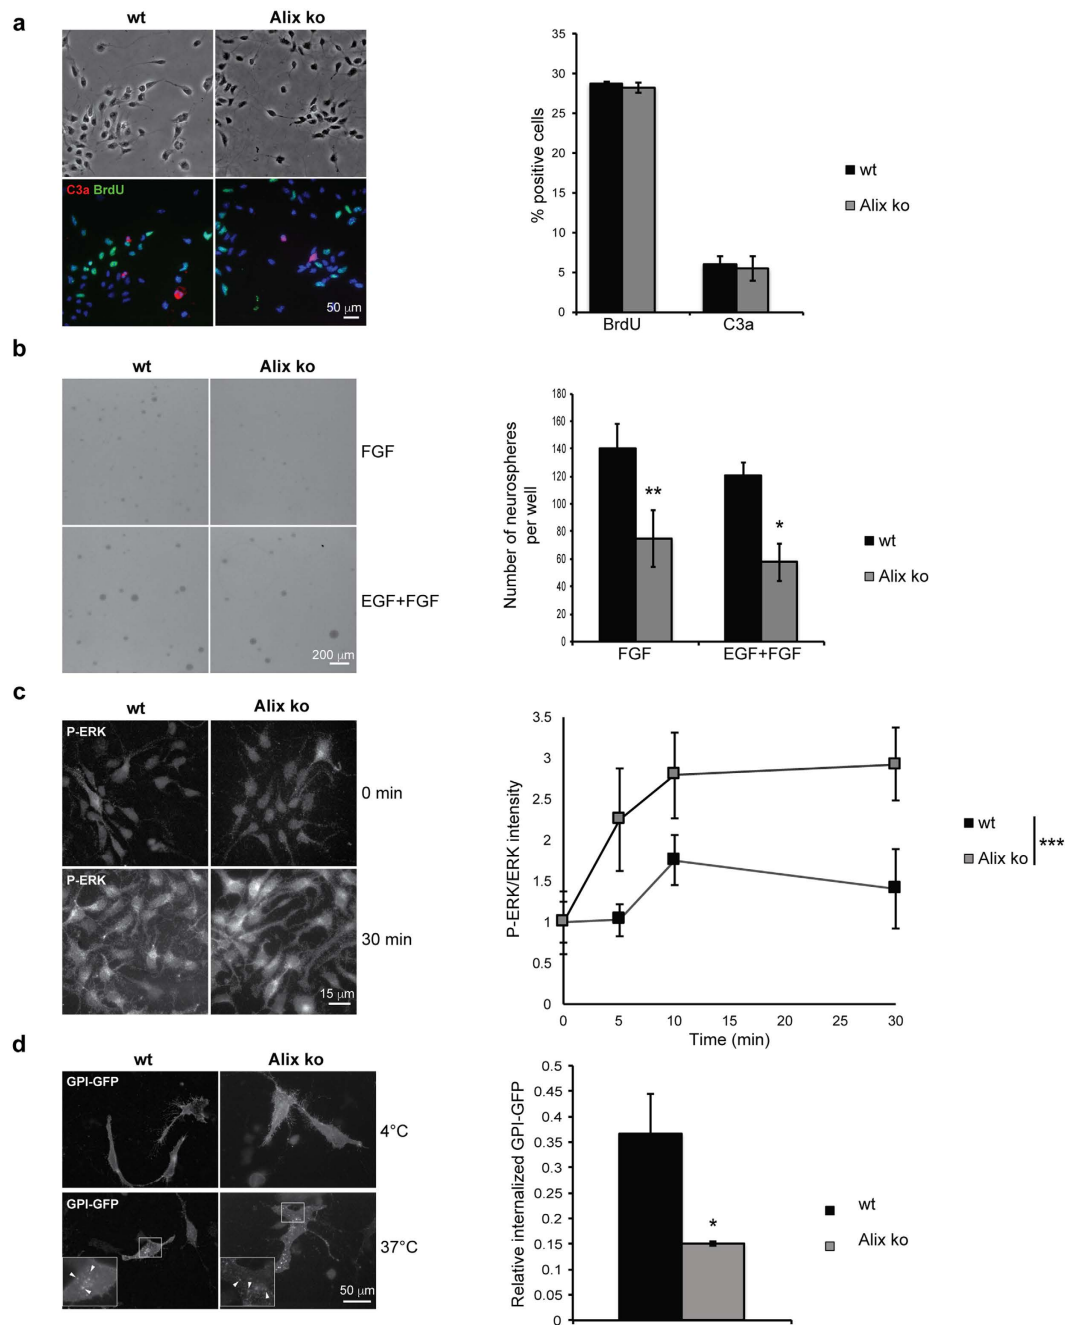 a
wt
Alix ko
C3a BrdU
50 µm
% positive cells
35
30
25
20
15
10
5
0
BrdU
C3a
wt
Alix ko
b
wt
Alix ko
FGF
EGF+FGF
200 µm
Number of neurospheres
per well
180
160
140
120
100
80
60
40
20
0
**
*
FGF
EGF+FGF
wt
Alix ko
c
wt
Alix ko
P-ERK
0 min
P-ERK
30 min
15 µm
P-ERK/ERK intensity
3.5
3
2.5
2
1.5
1
0.5
0
0
5
10
15
20
25
30
Time (min)
wt
Alix ko
***
d
wt
Alix ko
GPI-GFP
4°C
GPI-GFP
37°C
50 µm
Relative internalized GPI-GFP
0.5
0.45
0.4
0.35
0.3
0.25
0.2
0.15
0.1
0.05
0
*
wt
Alix ko